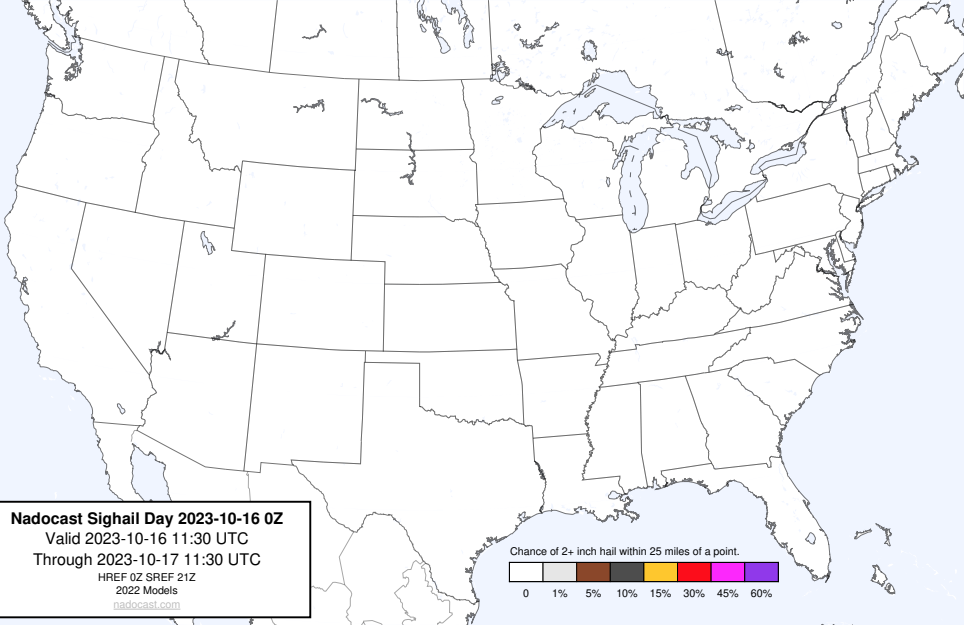 Nadocast Sighail Day 2023-10-16 0Z
Valid 2023-10-16 11:30 UTC
Through 2023-10-17 11:30 UTC
HREF 0Z SREF 21Z
2022 Models
nadocast.com
Chance of 2+ inch hail within 25 miles of a point.
0 1% 5% 10% 15% 30% 45% 60%